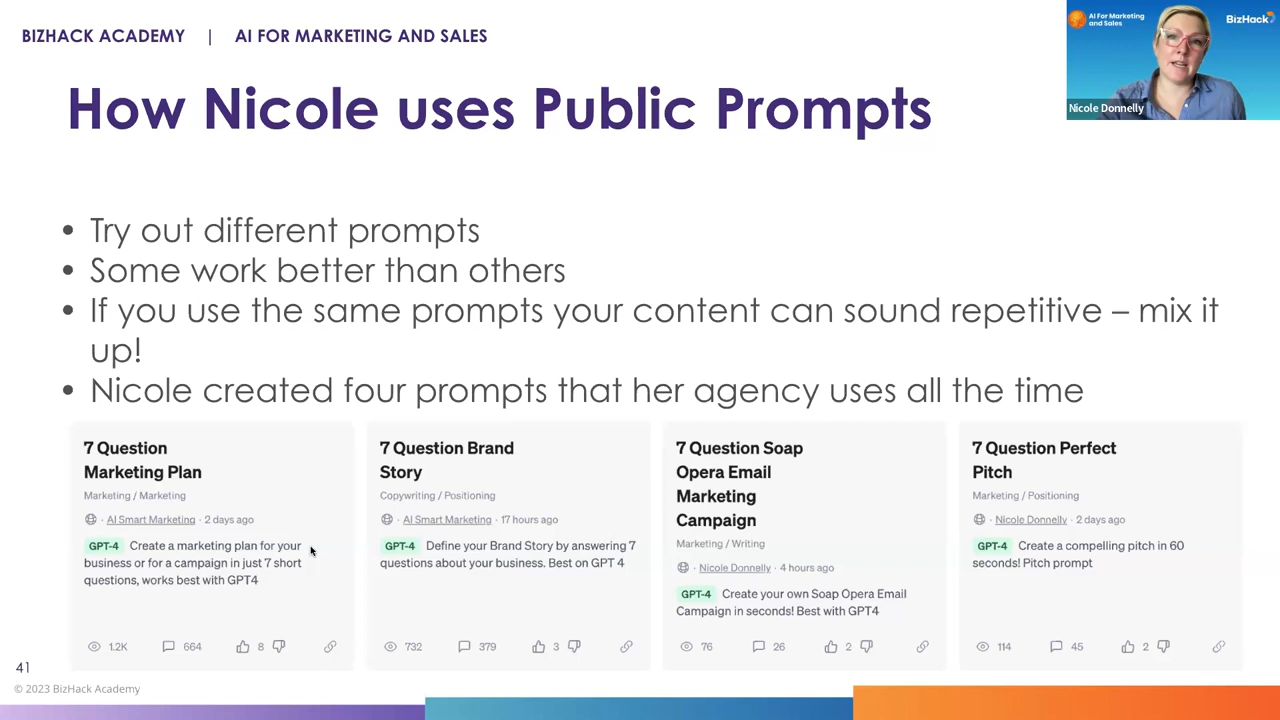 BIZHACK ACADEMY | AI FOR MARKETING AND SALES
AI For Marketing
and Sales
BizHack
Nicole Donnelly
How Nicole uses Public Prompts
• Try out different prompts
• Some work better than others
• If you use the same prompts your content can sound repetitive – mix it
up!
• Nicole created four prompts that her agency uses all the time
7 Question
Marketing Plan
Marketing / Marketing
· AI Smart Marketing · 2 days ago
GPT-4 Create a marketing plan for your
business or for a campaign in just 7 short
questions, works best with GPT4
1.2K 664 8
7 Question Brand
Story
Copywriting / Positioning
· AI Smart Marketing · 17 hours ago
GPT-4 Define your Brand Story by answering 7
questions about your business. Best on GPT 4
732 379 3
7 Question Soap
Opera Email
Marketing
Campaign
Marketing / Writing
· Nicole Donnelly · 4 hours ago
GPT-4 Create your own Soap Opera Email
Campaign in seconds! Best with GPT4
76 26 2
7 Question Perfect
Pitch
Marketing / Positioning
· Nicole Donnelly · 2 days ago
GPT-4 Create a compelling pitch in 60
seconds! Pitch prompt
114 45 2
41
© 2023 BizHack Academy